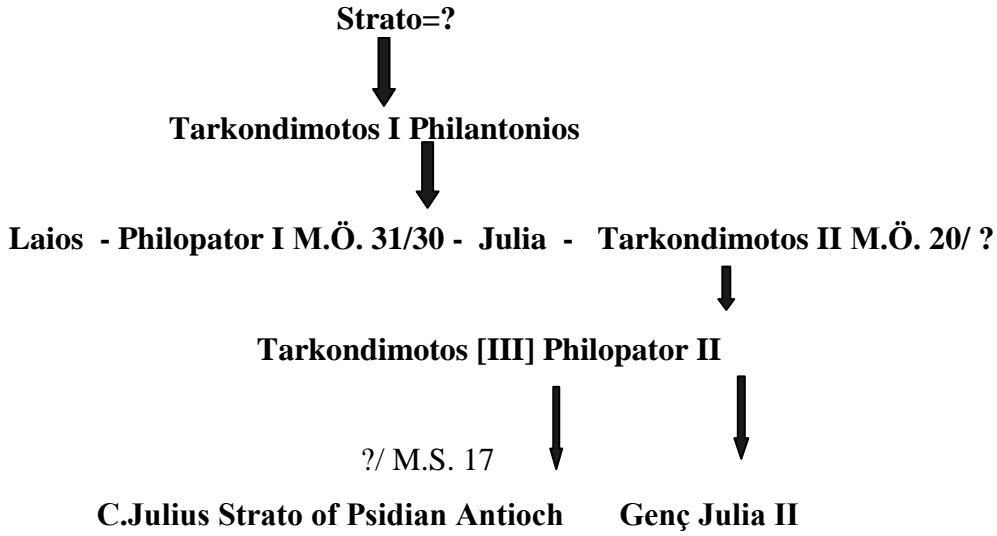 Strato=?
Tarkondimotos I Philantonios
Laios - Philopator I M.Ö. 31/30 - Julia - Tarkondimotos II M.Ö. 20/ ?
Tarkondimotos [III] Philopator II
?/ M.S. 17
C.Julius Strato of Psidian Antioch Genç Julia II